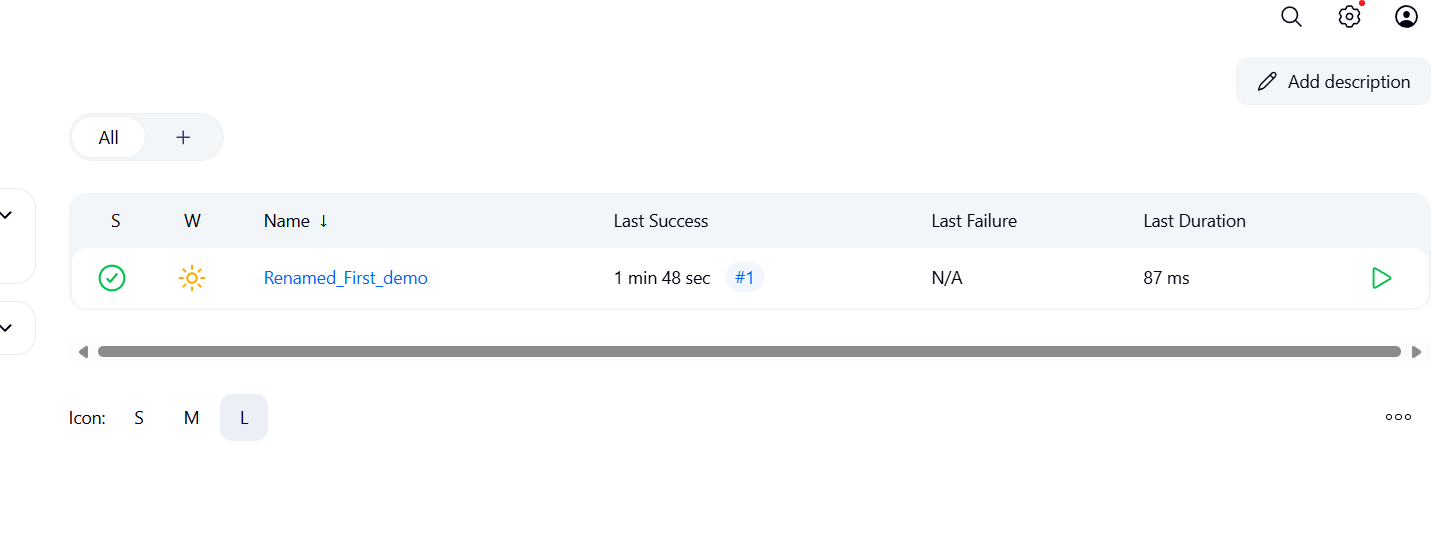 Add description
All +
S W Name ↓ Last Success Last Failure Last Duration
Renamed_First_demo 1 min 48 sec #1 N/A 87 ms
Icon: S M L